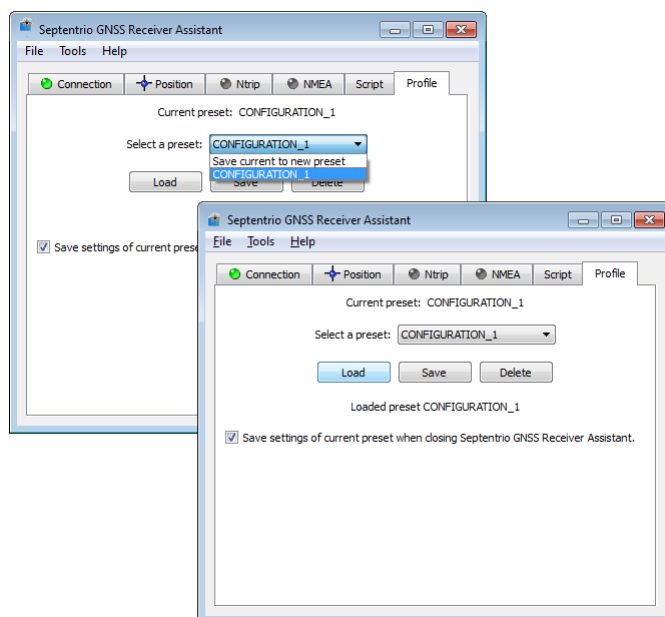 Septentrio GNSS Receiver Assistant
File Tools Help
Connection Position Ntrip NMEA Script Profile
Current preset: CONFIGURATION_1
Select a preset: CONFIGURATION_1
Save current to new preset
CONFIGURATION_1
Load Save Delete
Save settings of current prese
Septentrio GNSS Receiver Assistant
File Tools Help
Connection Position Ntrip NMEA Script Profile
Current preset: CONFIGURATION_1
Select a preset: CONFIGURATION_1
Load Save Delete
Loaded preset CONFIGURATION_1
Save settings of current preset when closing Septentrio GNSS Receiver Assistant.